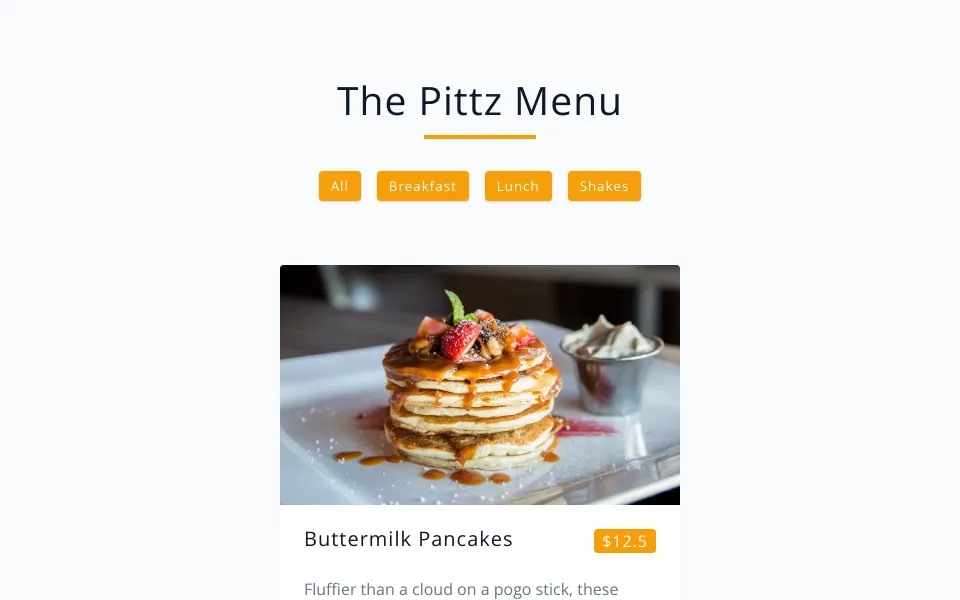 The Pittz Menu
All
Breakfast
Lunch
Shakes
Buttermilk Pancakes
$12.5
Fluffier than a cloud on a pogo stick, these